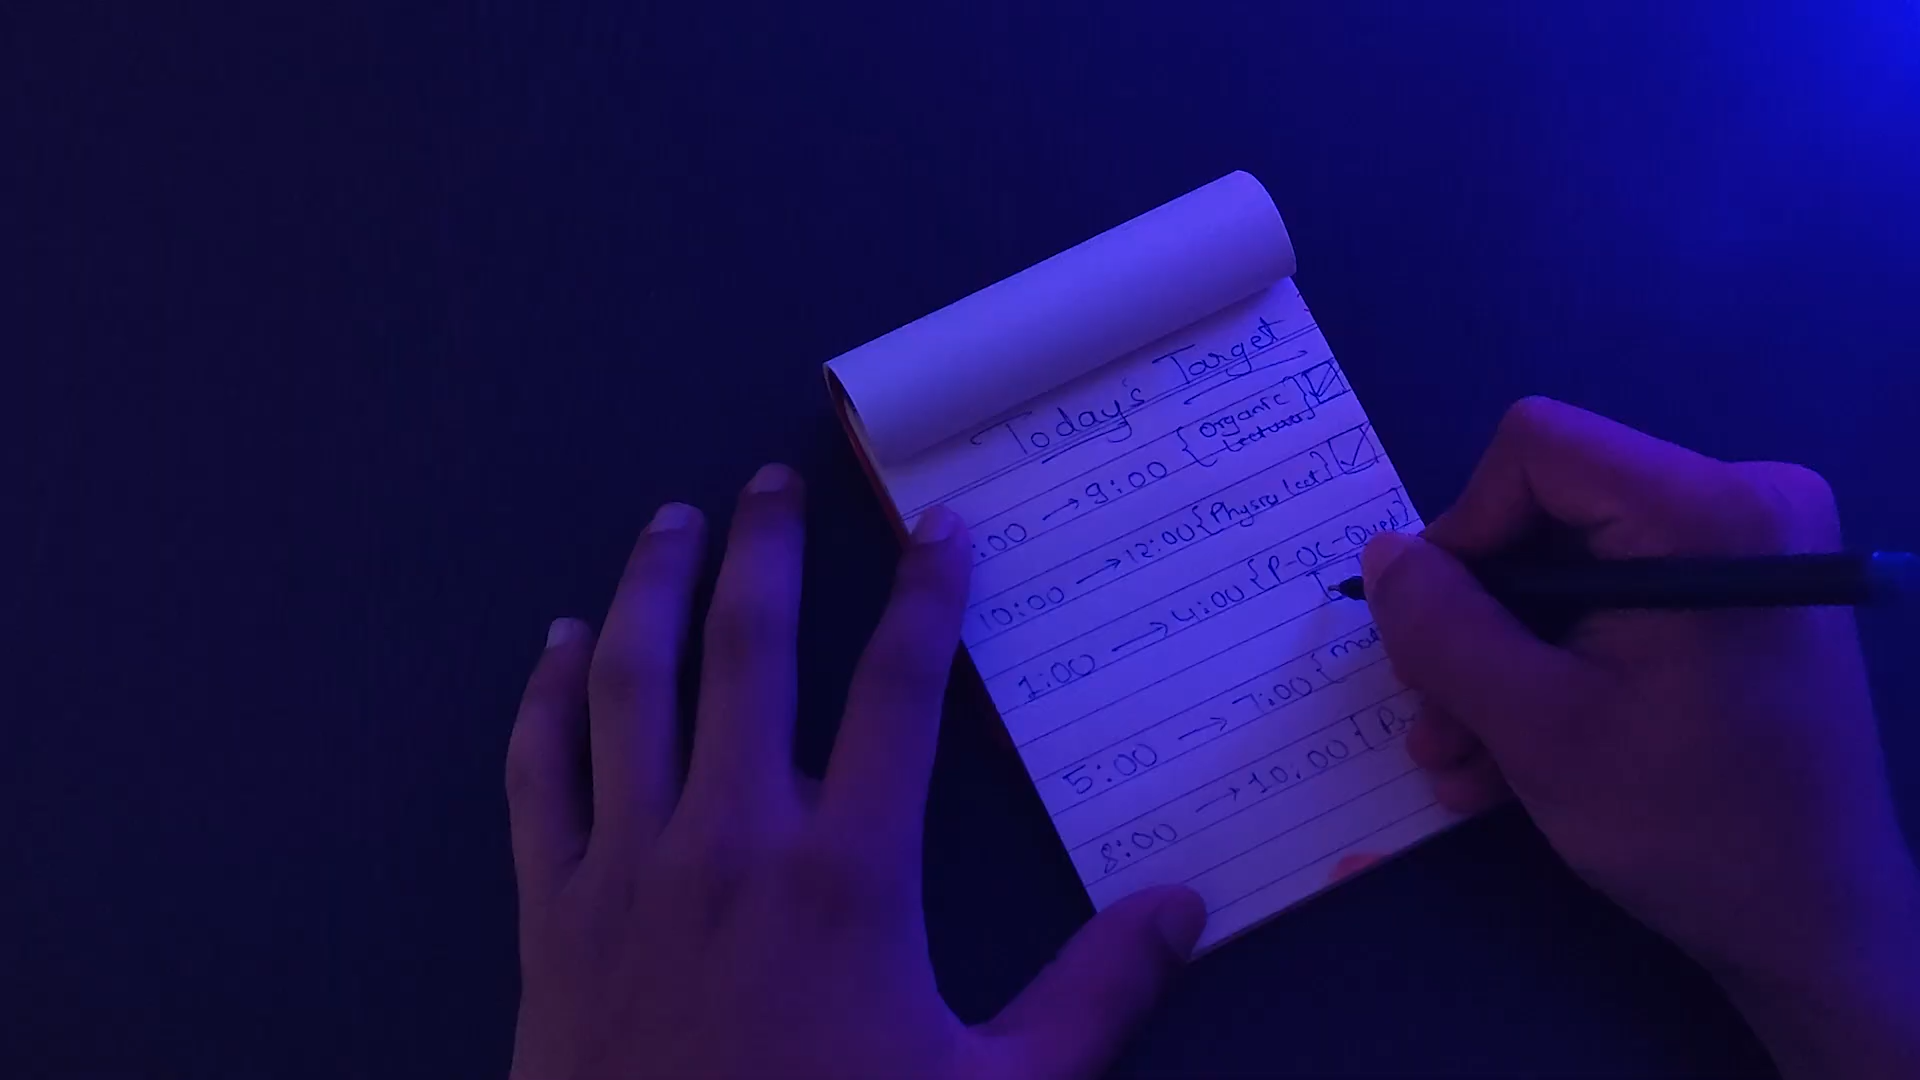 Today's Target
:00 → 9:00 {Organic Lectures}
10:00 → 12:00 {Physics Lect}
1:00 → 4:00 {P-OC-Ques}
5:00 → 7:00 {
8:00 → 10:00 {